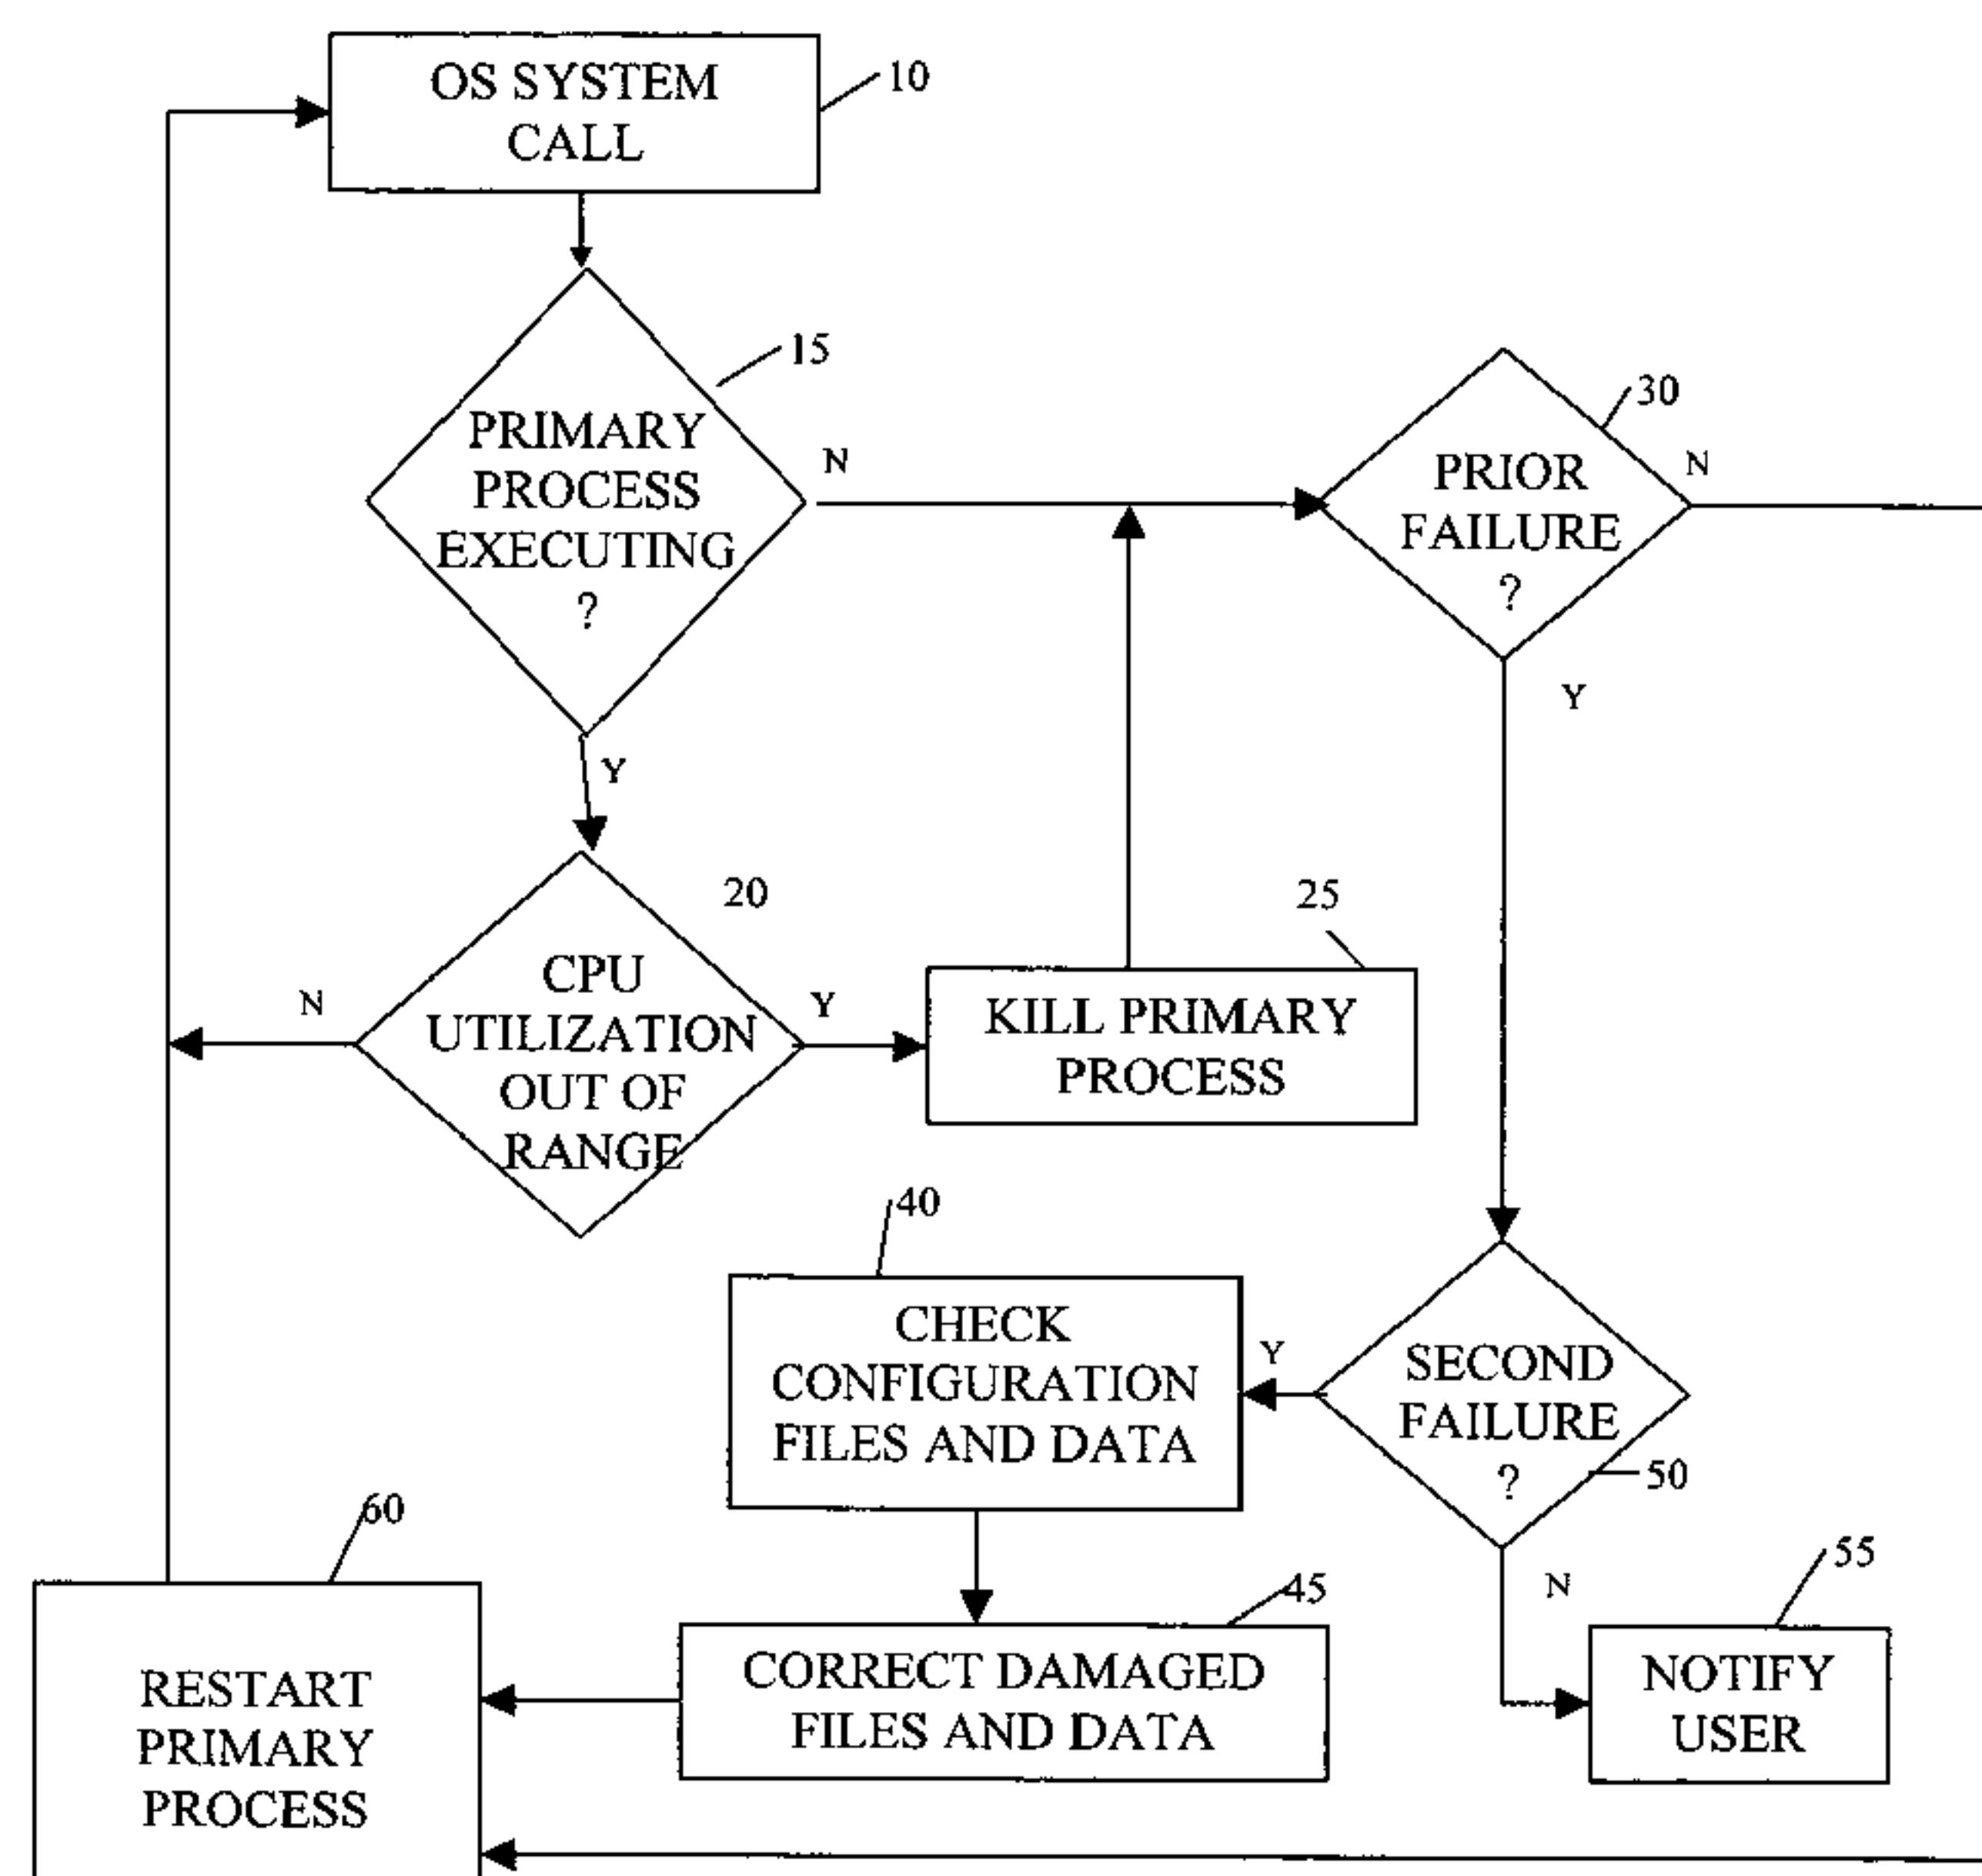 OS SYSTEM
CALL
10
15
PRIMARY
PROCESS
EXECUTING
?
N
Y
30
PRIOR
FAILURE
?
N
Y
20
CPU
UTILIZATION
OUT OF
RANGE
N
Y
25
KILL PRIMARY
PROCESS
40
CHECK
CONFIGURATION
FILES AND DATA
Y
SECOND
FAILURE
?
50
N
60
RESTART
PRIMARY
PROCESS
45
CORRECT DAMAGED
FILES AND DATA
55
NOTIFY
USER